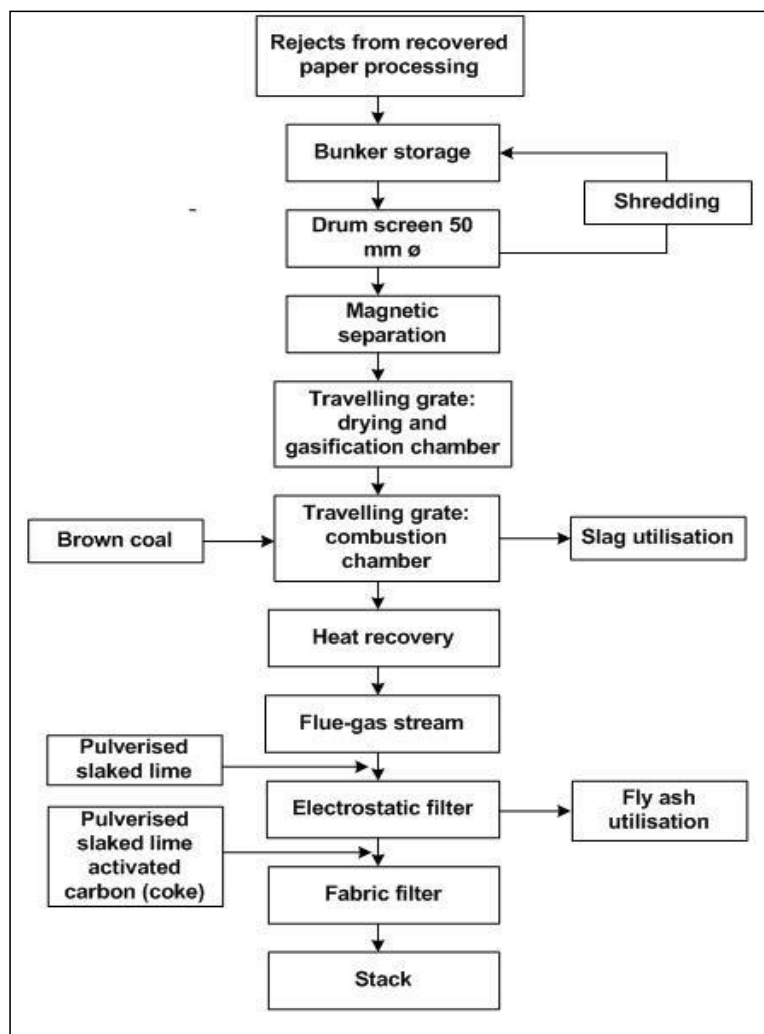 Rejects from recovered
paper processing
Bunker storage
Shredding
Drum screen 50
mm ø
Magnetic
separation
Travelling grate:
drying and
gasification chamber
Brown coal
Travelling grate:
combustion
chamber
Slag utilisation
Heat recovery
Flue-gas stream
Pulverised
slaked lime
Electrostatic filter
Fly ash
utilisation
Pulverised
slaked lime
activated
carbon (coke)
Fabric filter
Stack